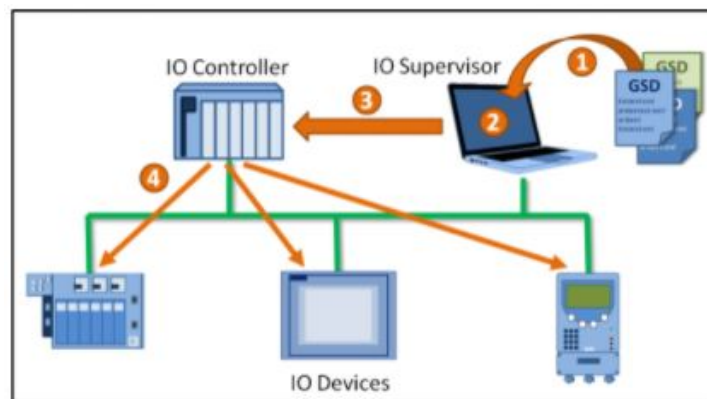 IO Controller
IO Supervisor
1
GSD
GSD
2
3
4
IO Devices